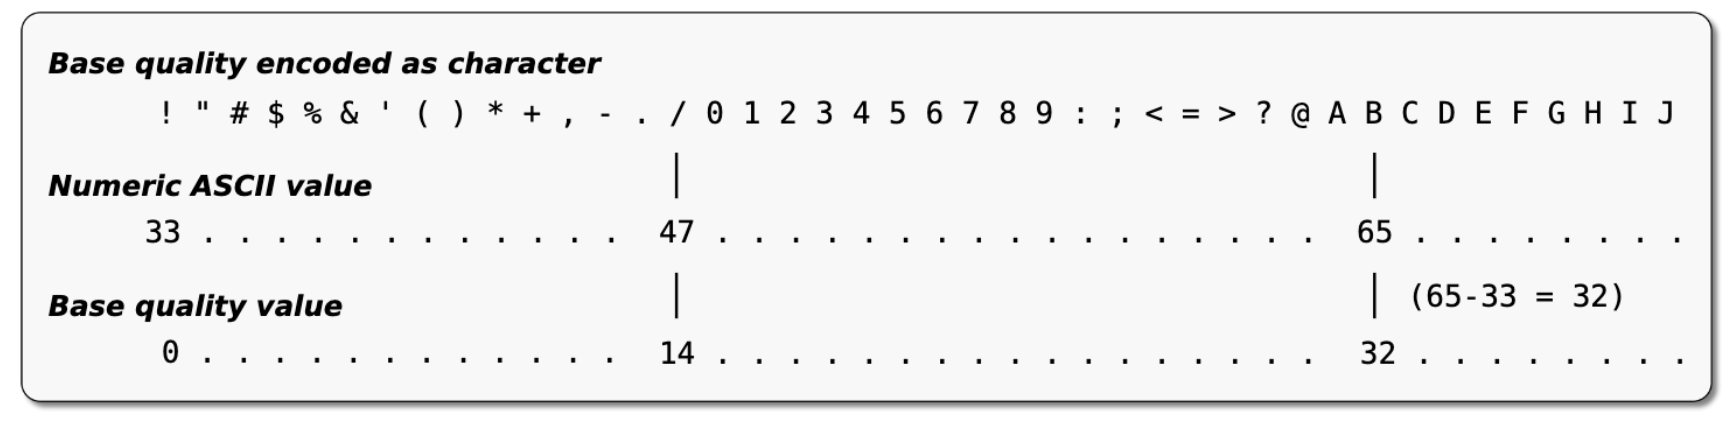 Base quality encoded as character
! " # $ % & ' ( ) * + , - . / 0 1 2 3 4 5 6 7 8 9 : ; < = > ? @ A B C D E F G H I J
Numeric ASCII value | |
33 . . . . . . . . . . . . 47 . . . . . . . . . . . . . . . . . 65 . . . . . . . .
Base quality value | | (65-33 = 32)
0 . . . . . . . . . . . . 14 . . . . . . . . . . . . . . . . . 32 . . . . . . . .